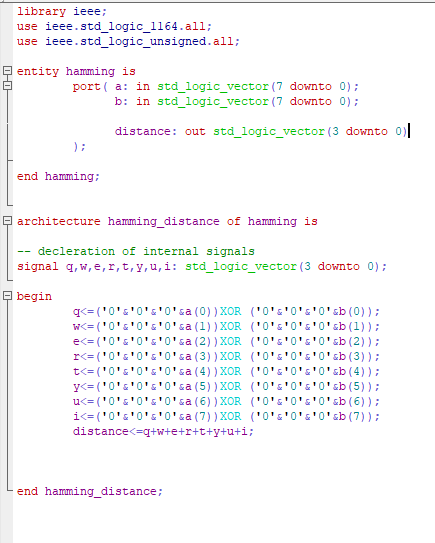 library ieee;
use ieee.std_logic_1164.all;
use ieee.std_logic_unsigned.all;
entity hamming is
port( a: in std_logic_vector(7 downto 0);
b: in std_logic_vector(7 downto 0);
distance: out std_logic_vector(3 downto 0)
);
end hamming;
architecture hamming_distance of hamming is
-- decleration of internal signals
signal q,w,e,r,t,y,u,i: std_logic_vector(3 downto 0);
begin
q<=('0'&'0'&'0'&a(0))XOR ('0'&'0'&'0'&b(0));
w<=('0'&'0'&'0'&a(1))XOR ('0'&'0'&'0'&b(1));
e<=('0'&'0'&'0'&a(2))XOR ('0'&'0'&'0'&b(2));
r<=('0'&'0'&'0'&a(3))XOR ('0'&'0'&'0'&b(3));
t<=('0'&'0'&'0'&a(4))XOR ('0'&'0'&'0'&b(4));
y<=('0'&'0'&'0'&a(5))XOR ('0'&'0'&'0'&b(5));
u<=('0'&'0'&'0'&a(6))XOR ('0'&'0'&'0'&b(6));
i<=('0'&'0'&'0'&a(7))XOR ('0'&'0'&'0'&b(7));
distance<=q+w+e+r+t+y+u+i;
end hamming_distance;